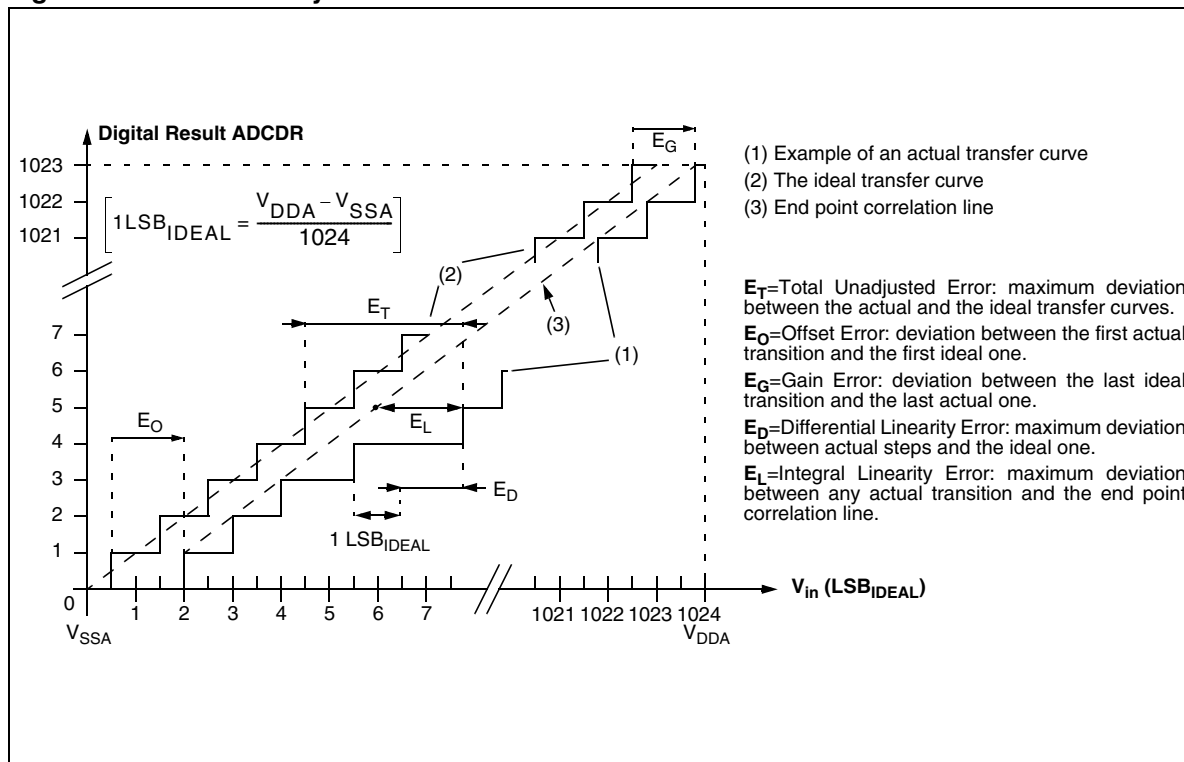 Digital Result ADCDR
1023
1022
1021
7
6
5
4
3
2
1
0
1LSB_IDEAL = (V_DDA – V_SSA) / 1024
E_G
(2)
E_T
(3)
(1)
E_O
E_L
E_D
1 LSB_IDEAL
1 2 3 4 5 6 7 1021 1022 1023 1024
V_SSA
V_DDA
V_in (LSB_IDEAL)
(1) Example of an actual transfer curve
(2) The ideal transfer curve
(3) End point correlation line
E_T=Total Unadjusted Error: maximum deviation
between the actual and the ideal transfer curves.
E_O=Offset Error: deviation between the first actual
transition and the first ideal one.
E_G=Gain Error: deviation between the last ideal
transition and the last actual one.
E_D=Differential Linearity Error: maximum deviation
between actual steps and the ideal one.
E_L=Integral Linearity Error: maximum deviation
between any actual transition and the end point
correlation line.